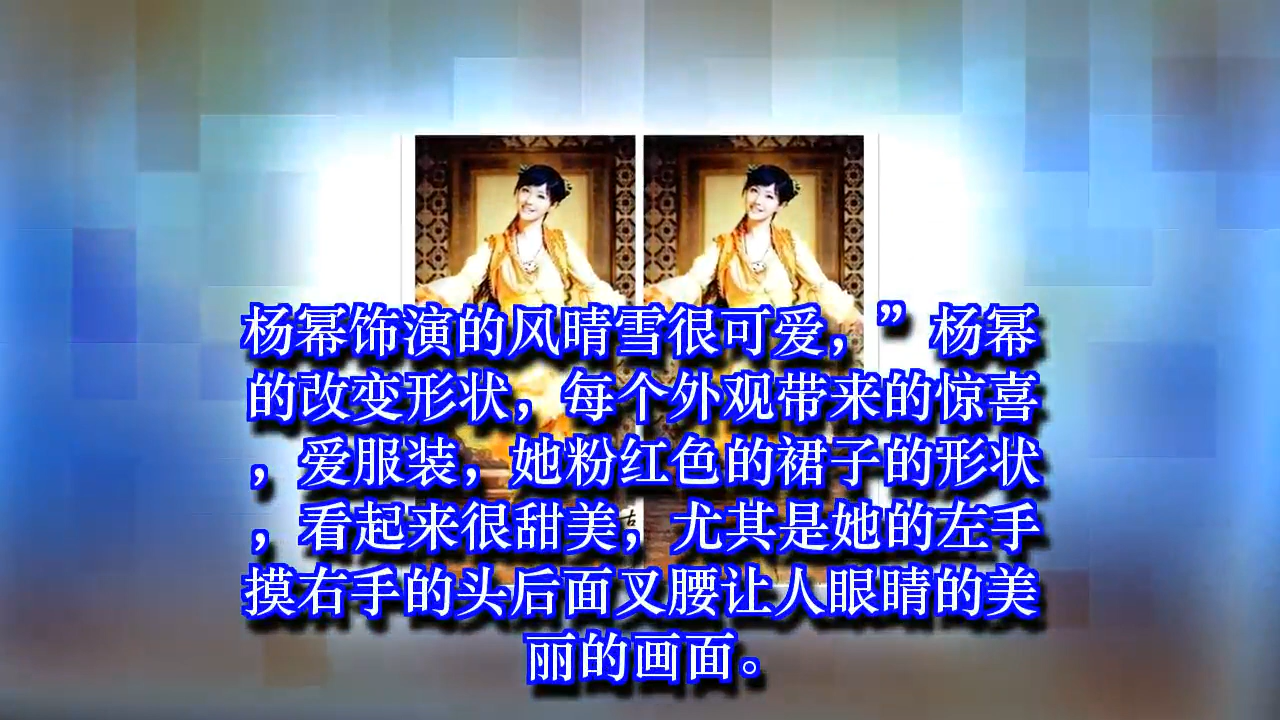 杨幂饰演的风晴雪很可爱，”杨幂
的改变形状，每个外观带来的惊喜
，爱服装，她粉红色的裙子的形状
，看起来很甜美，尤其是她的左手
摸右手的头后面叉腰让人眼睛的美
丽的画面。